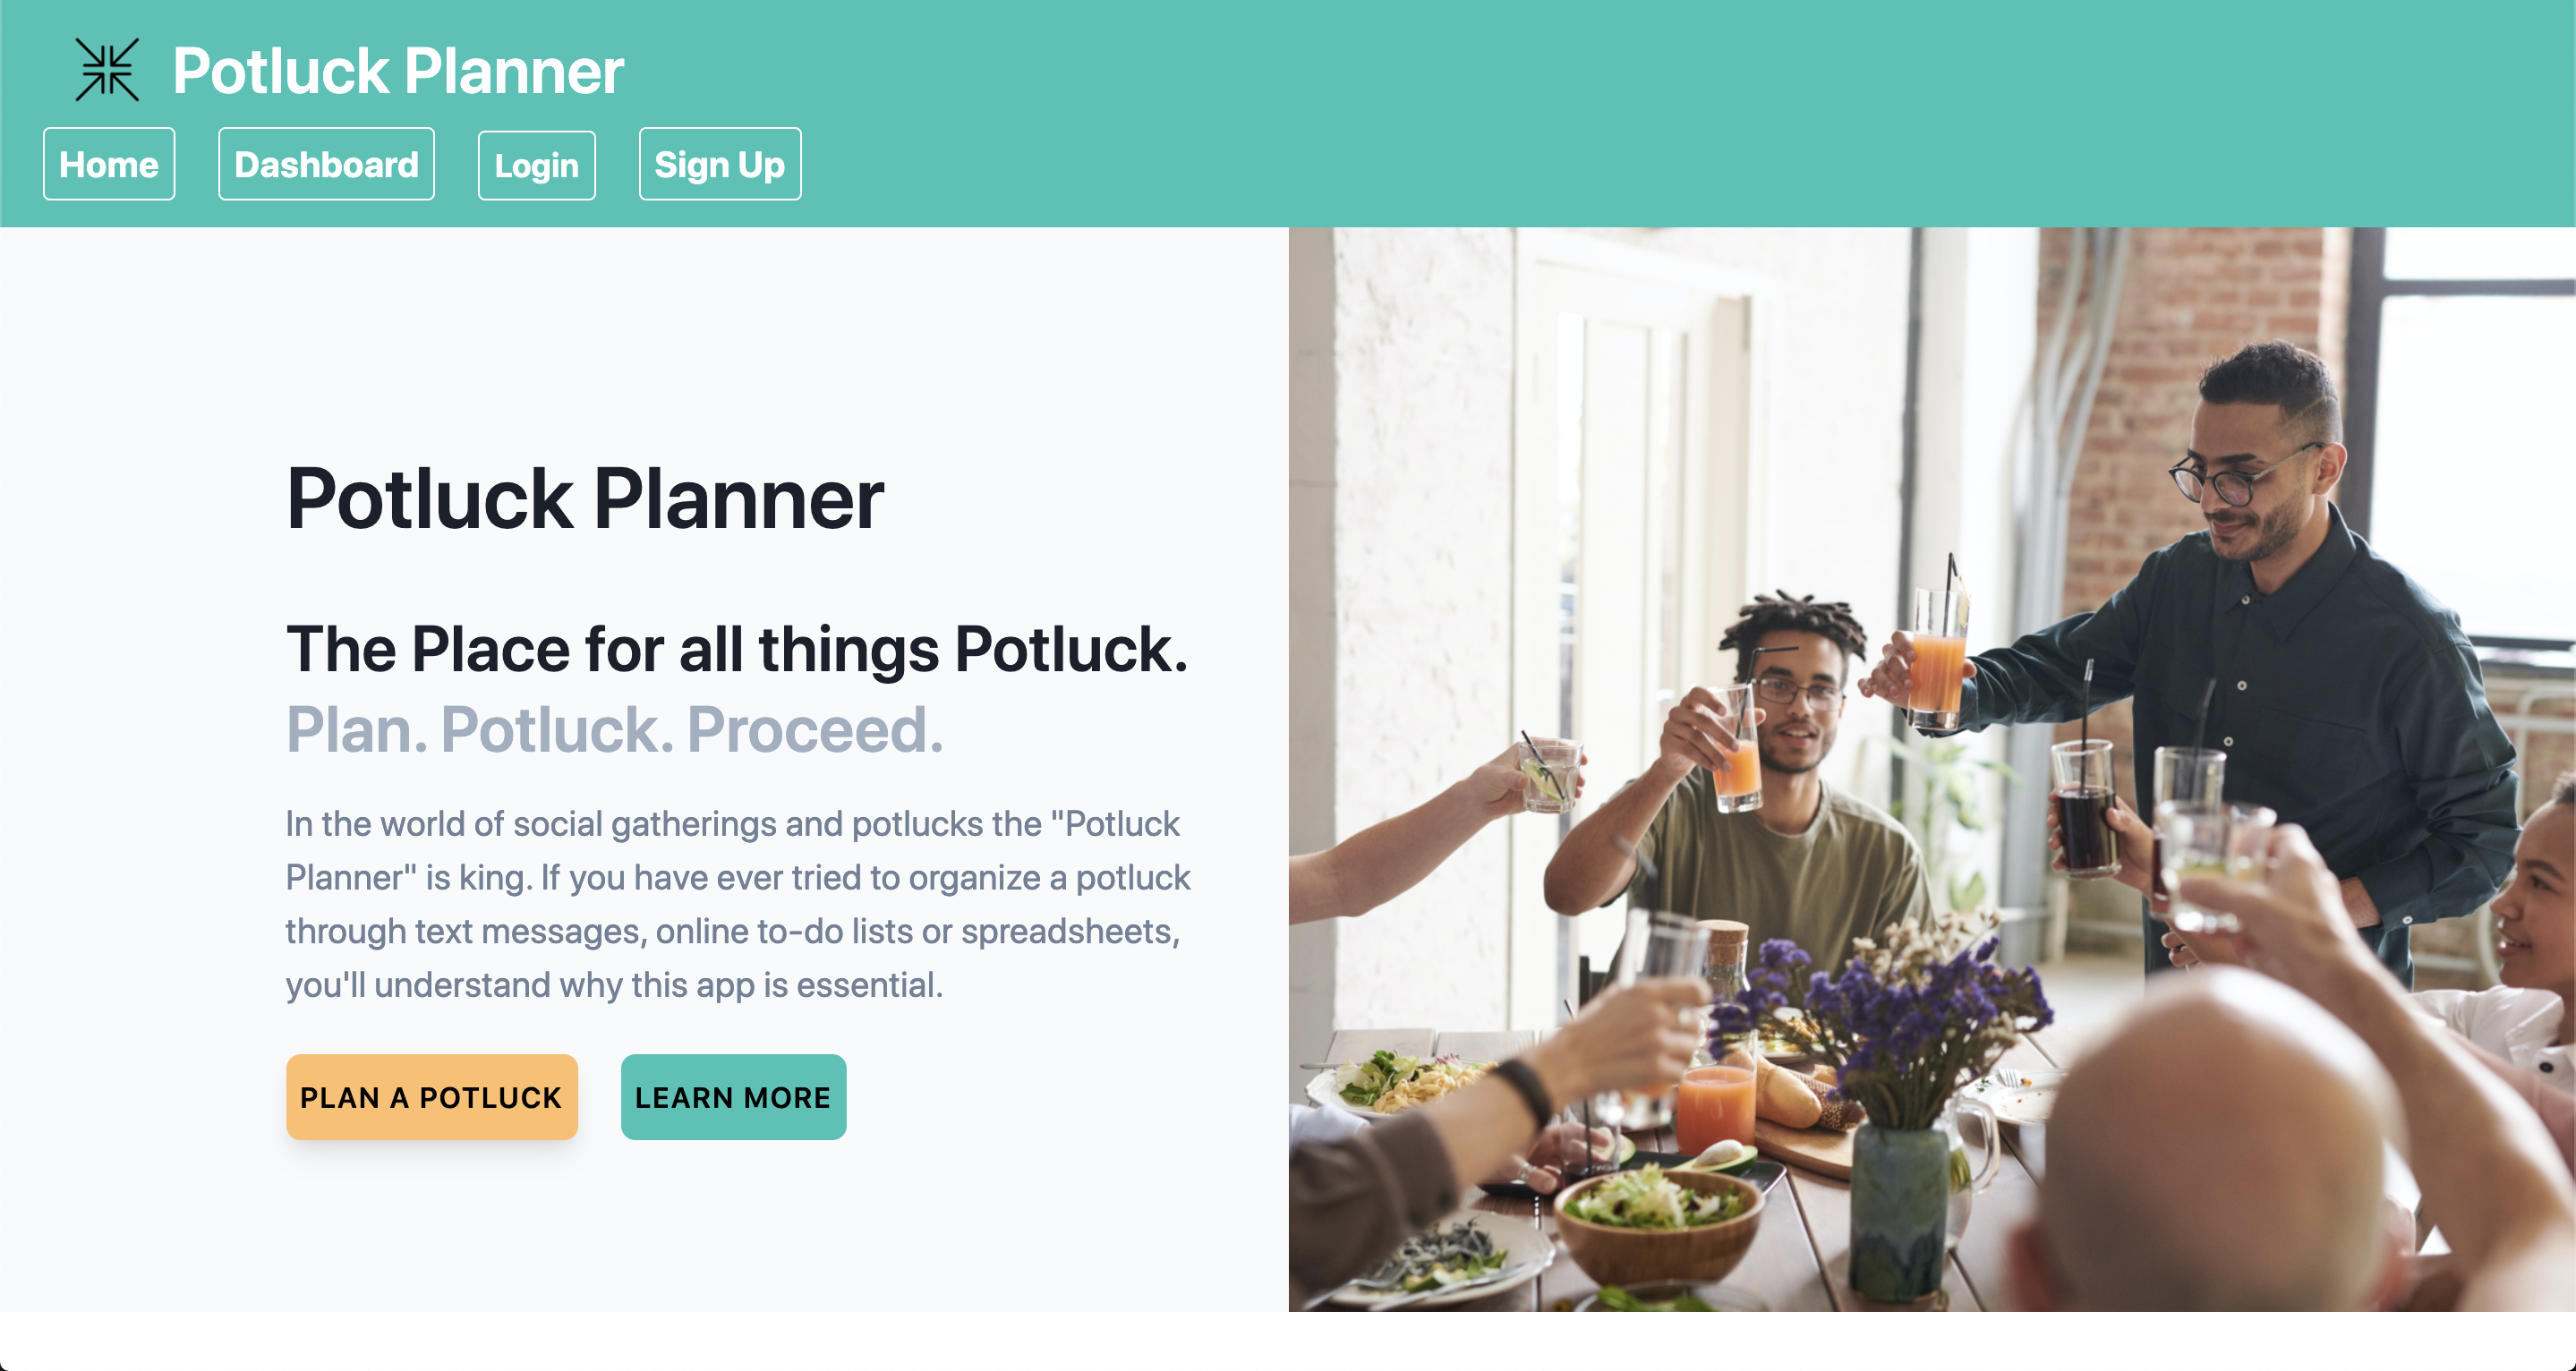 Potluck Planner
Home Dashboard Login Sign Up
Potluck Planner
The Place for all things Potluck.
Plan. Potluck. Proceed.
In the world of social gatherings and potlucks the "Potluck
Planner" is king. If you have ever tried to organize a potluck
through text messages, online to-do lists or spreadsheets,
you'll understand why this app is essential.
PLAN A POTLUCK LEARN MORE